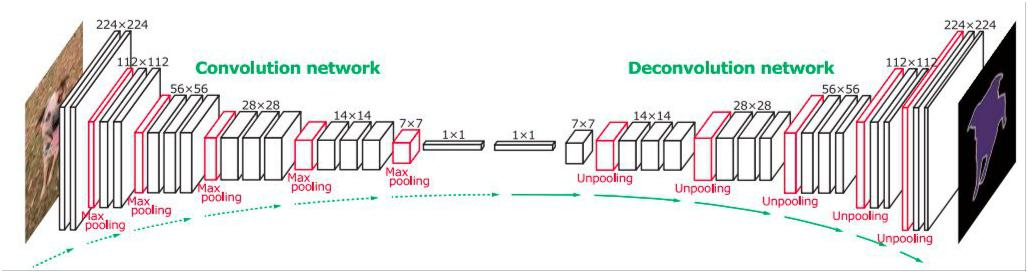 224×224
112×112
56×56
28×28
14×14
7×7
1×1
Convolution network
Max
pooling
Max
pooling
Max
pooling
Max
pooling
Max
pooling
Deconvolution network
1×1
7×7
14×14
28×28
56×56
112×112
224×224
Unpooling
Unpooling
Unpooling
Unpooling
Unpooling